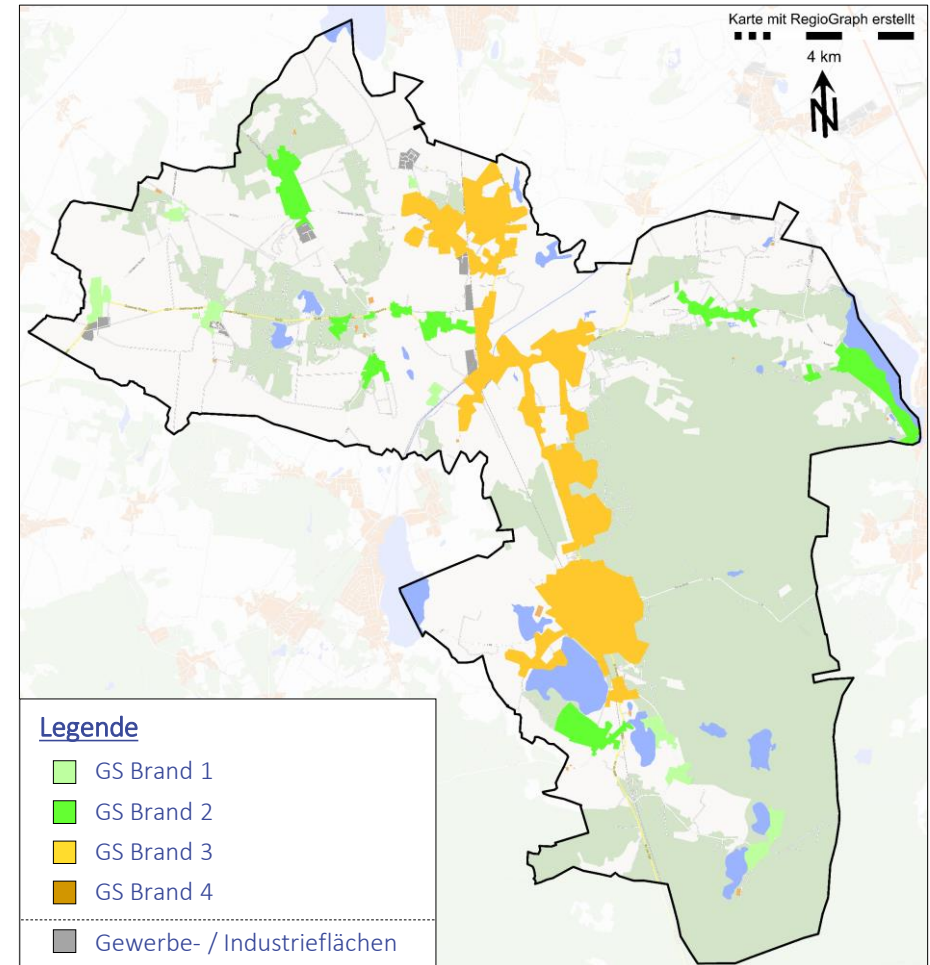 Karte mit RegioGraph erstellt
4 km
N
Legende
GS Brand 1
GS Brand 2
GS Brand 3
GS Brand 4
Gewerbe- / Industrieflächen